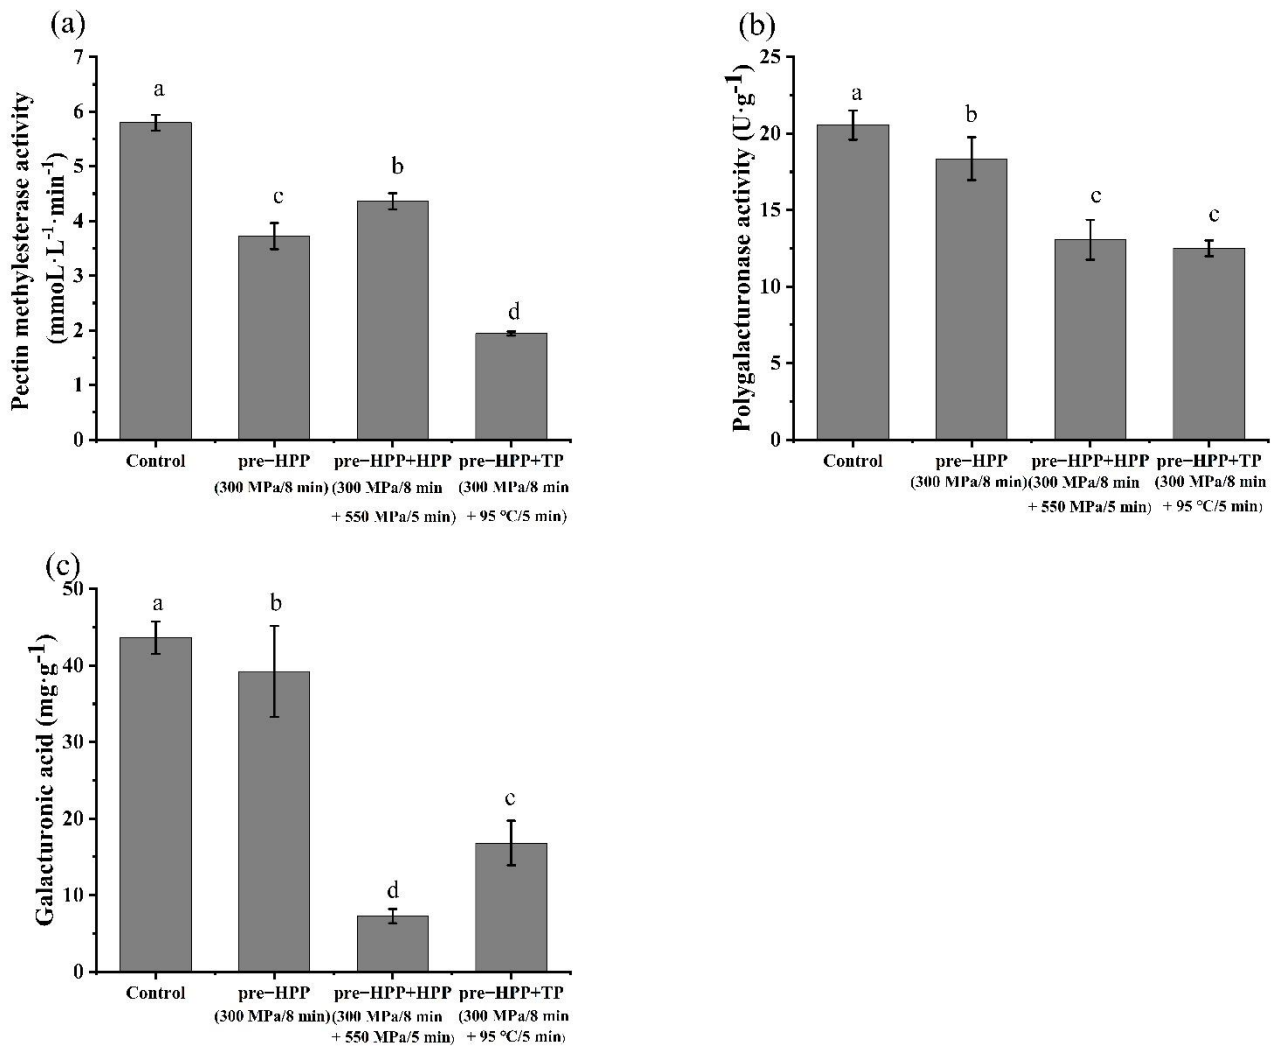 (a)
Pectin methylesterase activity
(mmoL·L⁻¹·min⁻¹)
7
6
5
4
3
2
1
0
a
c
b
d
Control
pre−HPP
pre−HPP+HPP
pre−HPP+TP
(300 MPa/8 min)
(300 MPa/8 min
(300 MPa/8 min
+ 550 MPa/5 min)
+ 95 °C/5 min)
(b)
Polygalacturonase activity (U·g⁻¹)
25
20
15
10
5
0
a
b
c
c
Control
pre−HPP
pre−HPP+HPP
pre−HPP+TP
(300 MPa/8 min)
(300 MPa/8 min
(300 MPa/8 min
+ 550 MPa/5 min)
+ 95 °C/5 min)
(c)
Galacturonic acid (mg·g⁻¹)
50
40
30
20
10
0
a
b
d
c
Control
pre−HPP
pre−HPP+HPP
pre−HPP+TP
(300 MPa/8 min)
(300 MPa/8 min
(300 MPa/8 min
+ 550 MPa/5 min)
+ 95 °C/5 min)